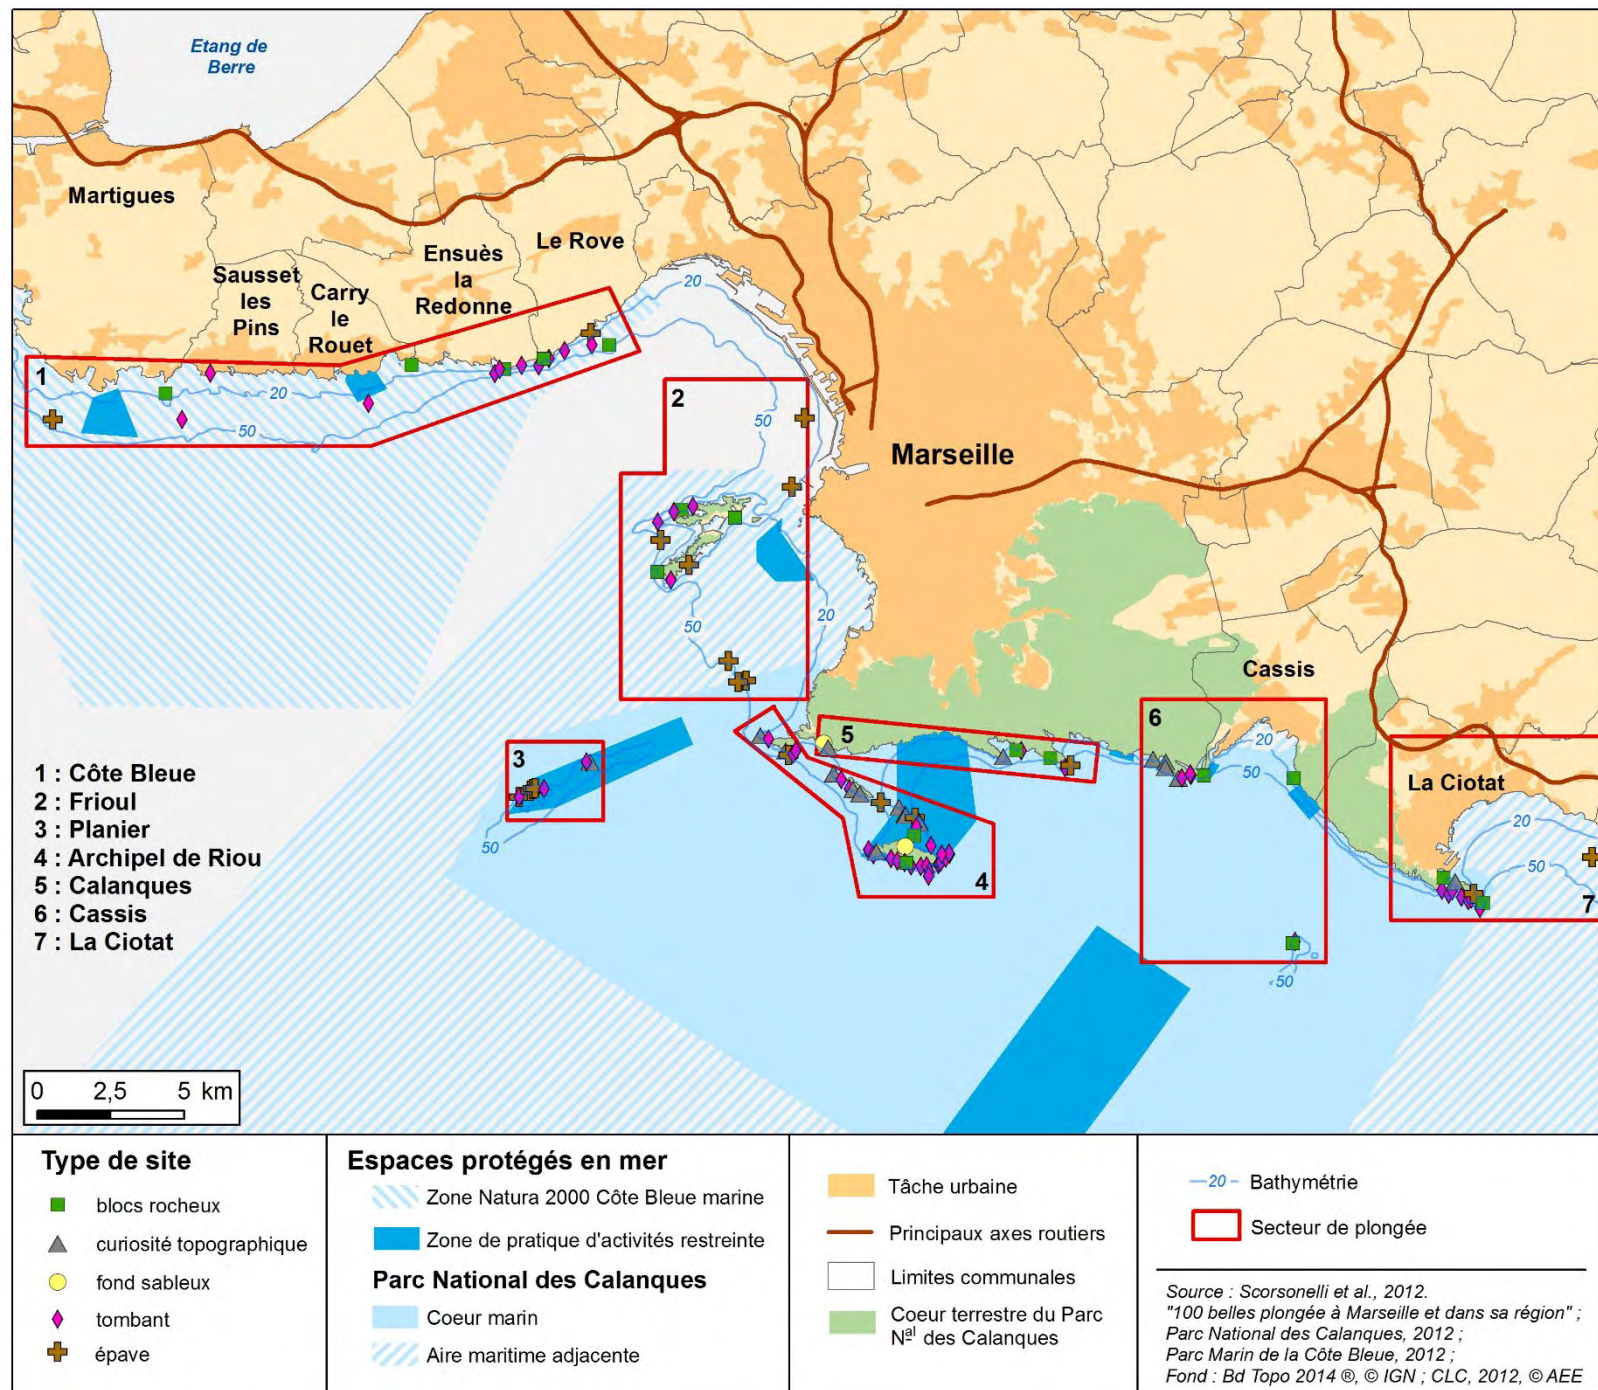 Etang de
Berre
Martigues
Sausset
les
Pins
Carry
le
Rouet
Ensuès
la
Redonne
Le Rove
20
1
20
50
2
50
Marseille
50
20
Cassis
6
20
50
5
La Ciotat
20
50
7
3
50
4
50
1 : Côte Bleue
2 : Frioul
3 : Planier
4 : Archipel de Riou
5 : Calanques
6 : Cassis
7 : La Ciotat
0 2,5 5 km
Type de site
blocs rocheux
curiosité topographique
fond sableux
tombant
épave
Espaces protégés en mer
Zone Natura 2000 Côte Bleue marine
Zone de pratique d'activités restreinte
Parc National des Calanques
Coeur marin
Aire maritime adjacente
Tâche urbaine
Principaux axes routiers
Limites communales
Coeur terrestre du Parc
Nal des Calanques
20 Bathymétrie
Secteur de plongée
Source : Scorsonelli et al., 2012.
"100 belles plongée à Marseille et dans sa région" ;
Parc National des Calanques, 2012 ;
Parc Marin de la Côte Bleue, 2012 ;
Fond : Bd Topo 2014 ®, © IGN ; CLC, 2012, © AEE